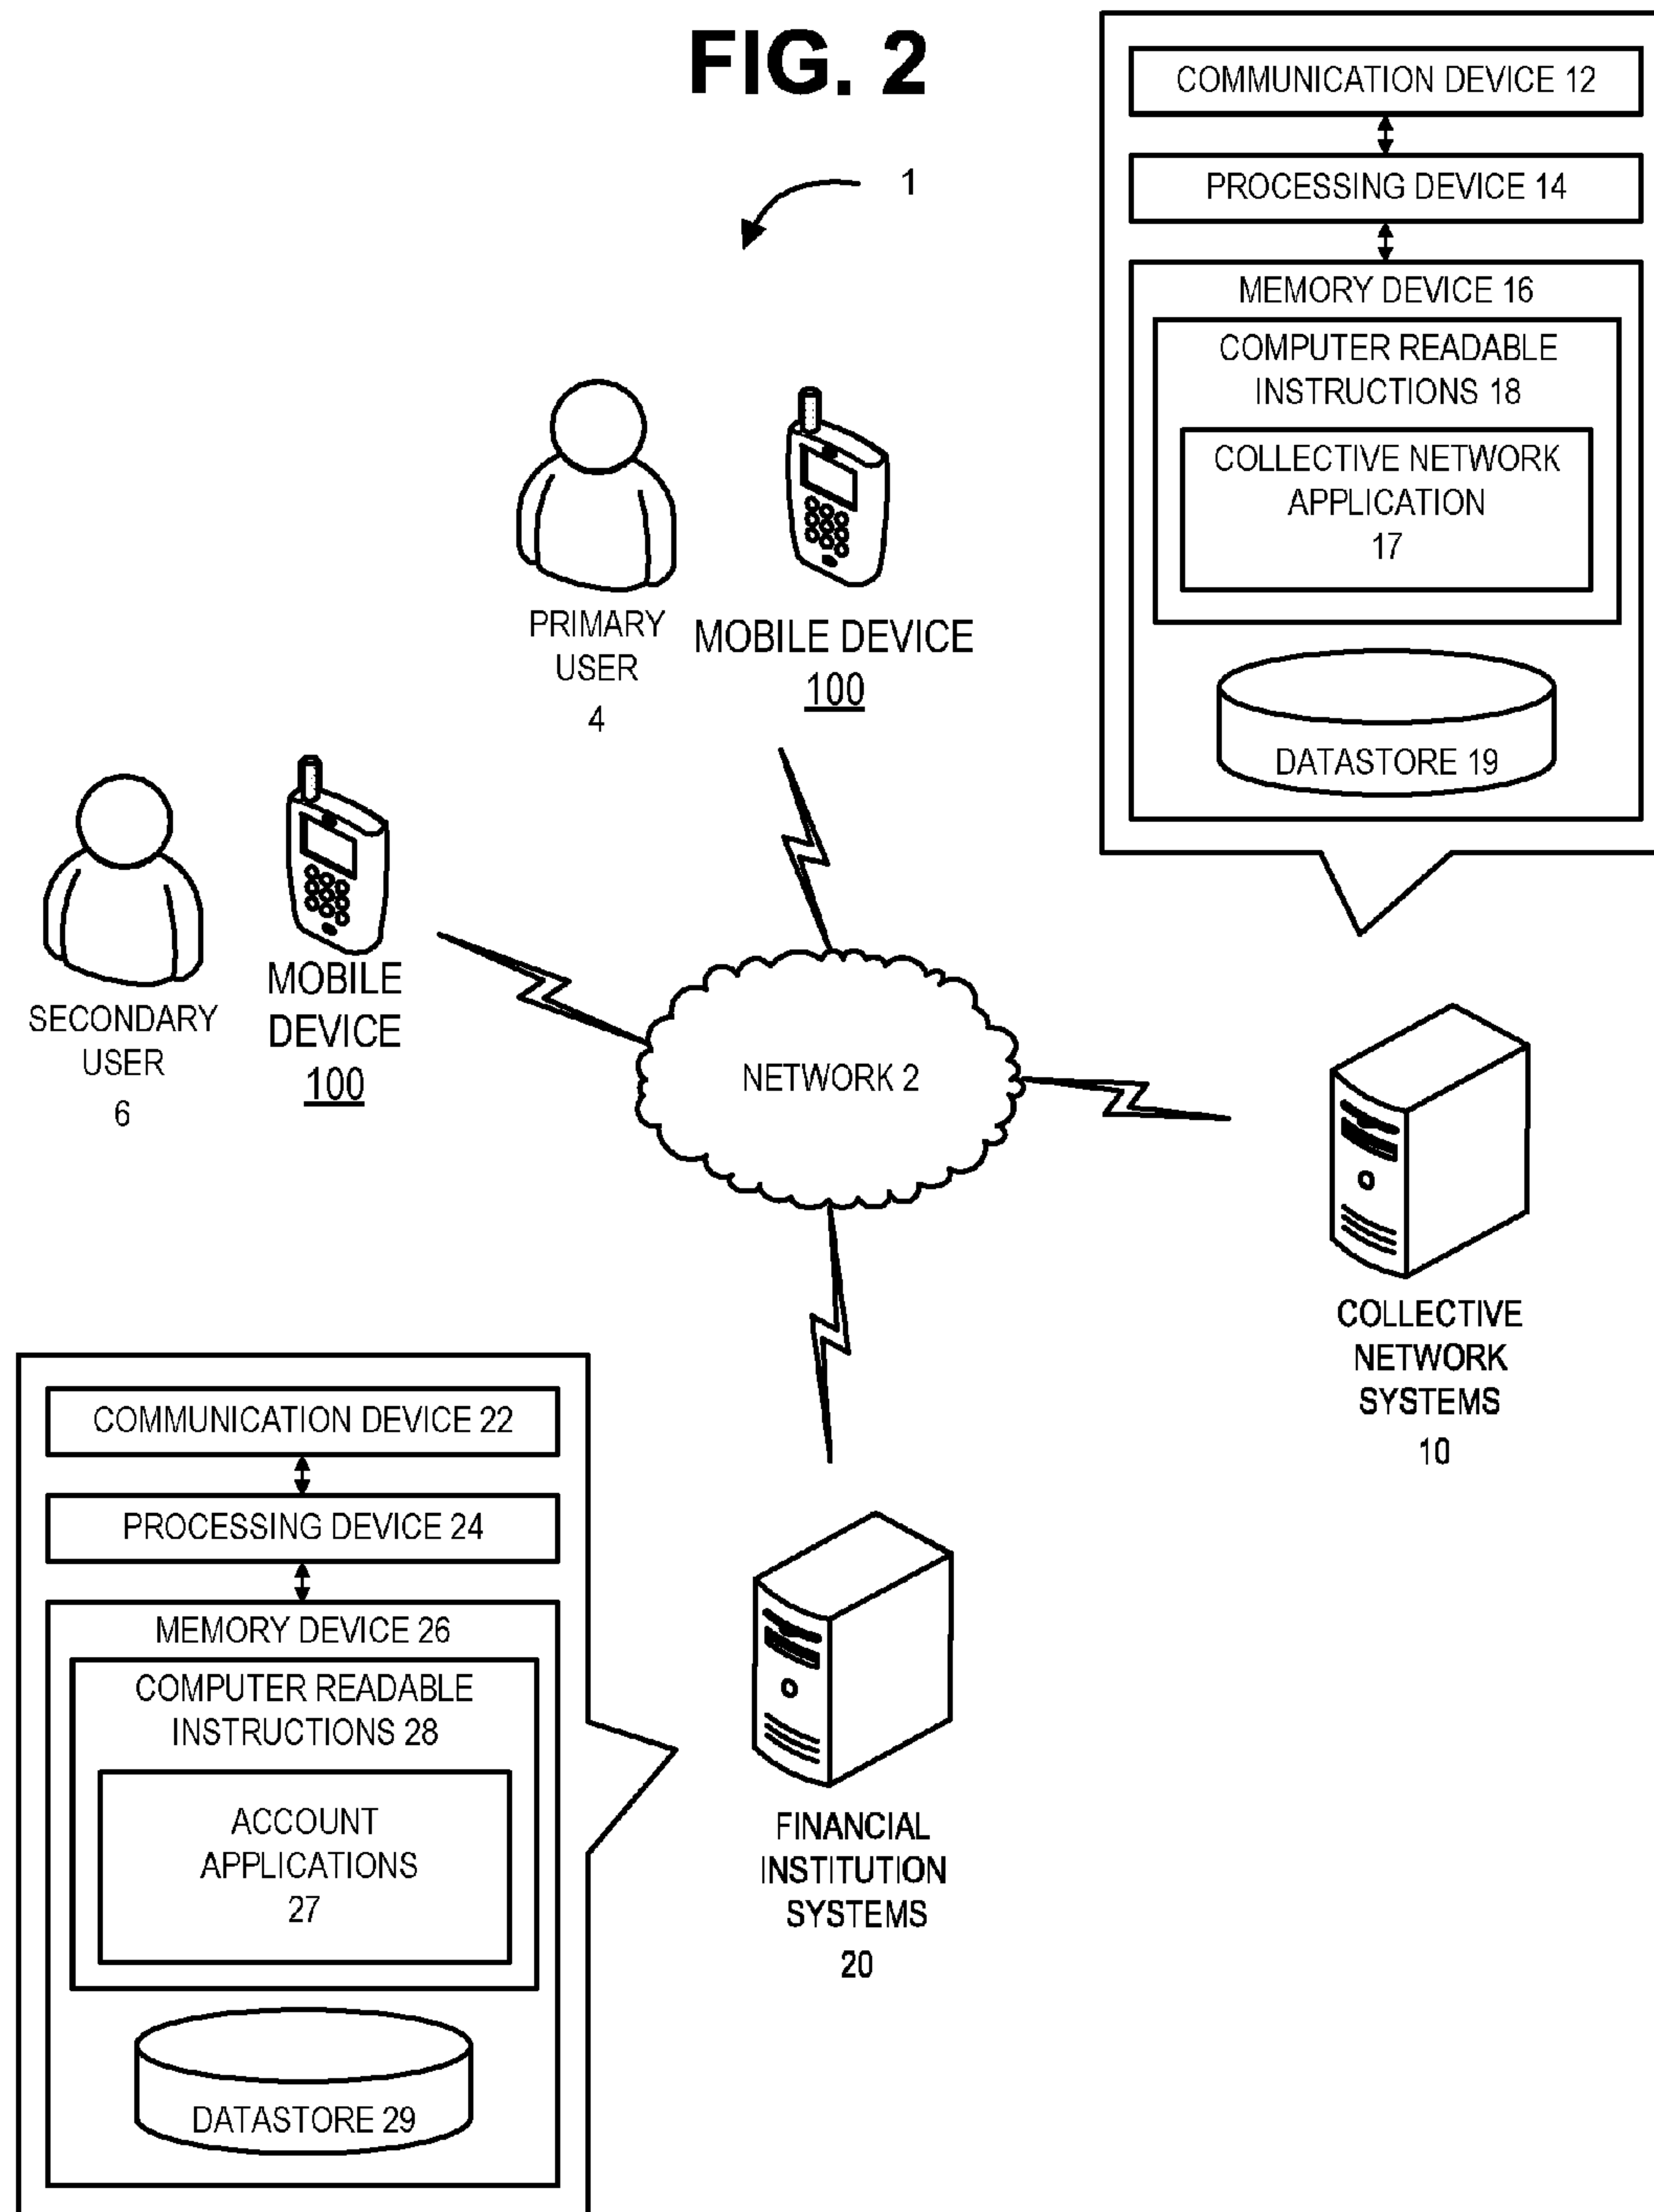 FIG. 2
1
COMMUNICATION DEVICE 12
PROCESSING DEVICE 14
MEMORY DEVICE 16
COMPUTER READABLE
INSTRUCTIONS 18
COLLECTIVE NETWORK
APPLICATION
17
DATASTORE 19
PRIMARY
USER
4
MOBILE DEVICE
100
SECONDARY
USER
6
MOBILE
DEVICE
100
NETWORK 2
COLLECTIVE
NETWORK
SYSTEMS
10
COMMUNICATION DEVICE 22
PROCESSING DEVICE 24
MEMORY DEVICE 26
COMPUTER READABLE
INSTRUCTIONS 28
ACCOUNT
APPLICATIONS
27
DATASTORE 29
FINANCIAL
INSTITUTION
SYSTEMS
20